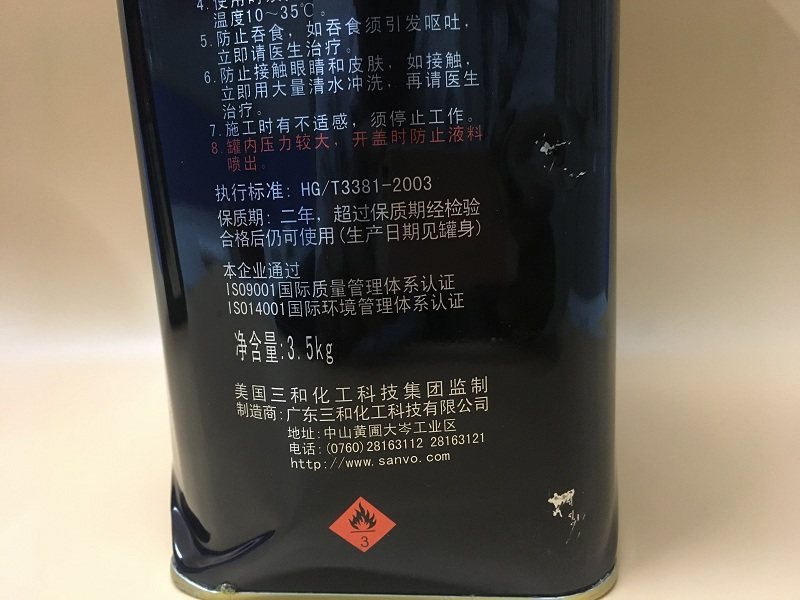 温度10～35℃。
5. 防止吞食，如吞食须引发呕吐，
立即请医生治疗。
6. 防止接触眼睛和皮肤，如接触，
立即用大量清水冲洗，再请医生
治疗。
7. 施工时有不适感，须停止工作。
8. 罐内压力较大，开盖时防止液料
喷出。
执行标准：HG/T3381-2003
保质期：二年，超过保质期经检验
合格后仍可使用(生产日期见罐身)
本企业通过
ISO9001国际质量管理体系认证
ISO14001国际环境管理体系认证
净含量:3.5kg
美国三和化工科技集团监制
制造商:广东三和化工科技有限公司
地址:中山黄圃大岑工业区
电话:(0760)28163112 28163121
http://www.sanvo.com
3